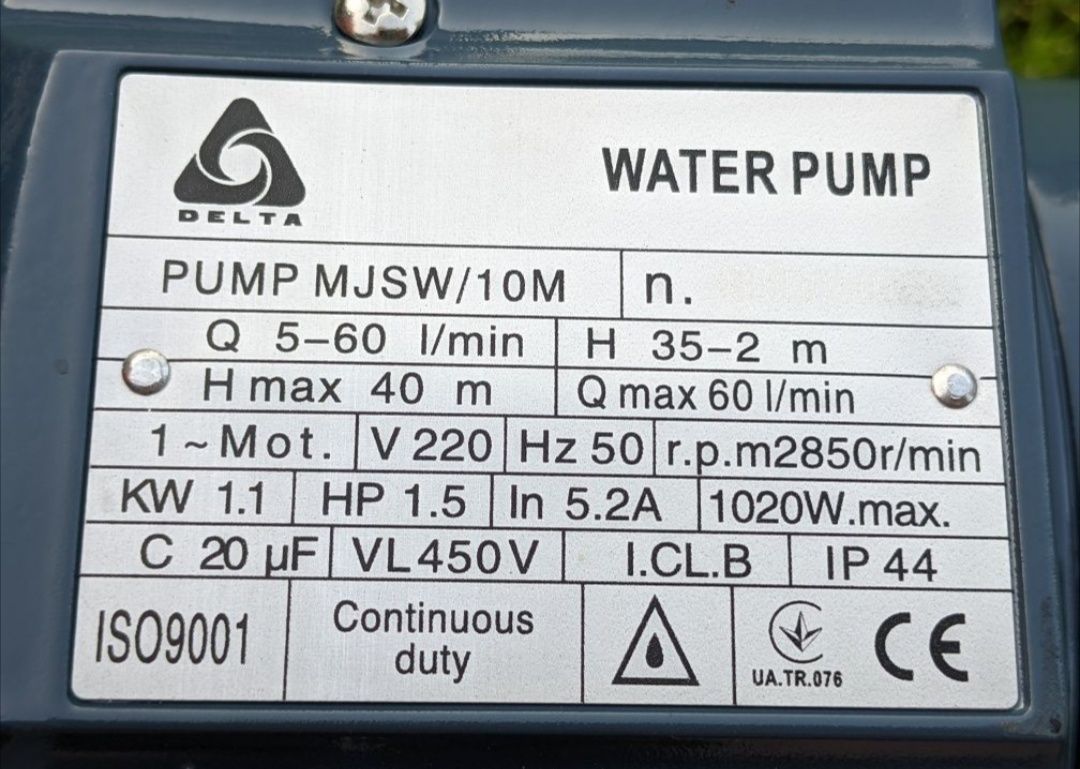 DELTA
WATER PUMP
PUMP MJSW/10M n.
Q 5-60 l/min H 35-2 m
H max 40 m Q max 60 l/min
1~Mot. V 220 Hz 50 r.p.m2850r/min
KW 1.1 HP 1.5 In 5.2A 1020W.max.
C 20 µF VL450V I.CL.B IP 44
ISO9001 Continuous duty UA.TR.076 CE